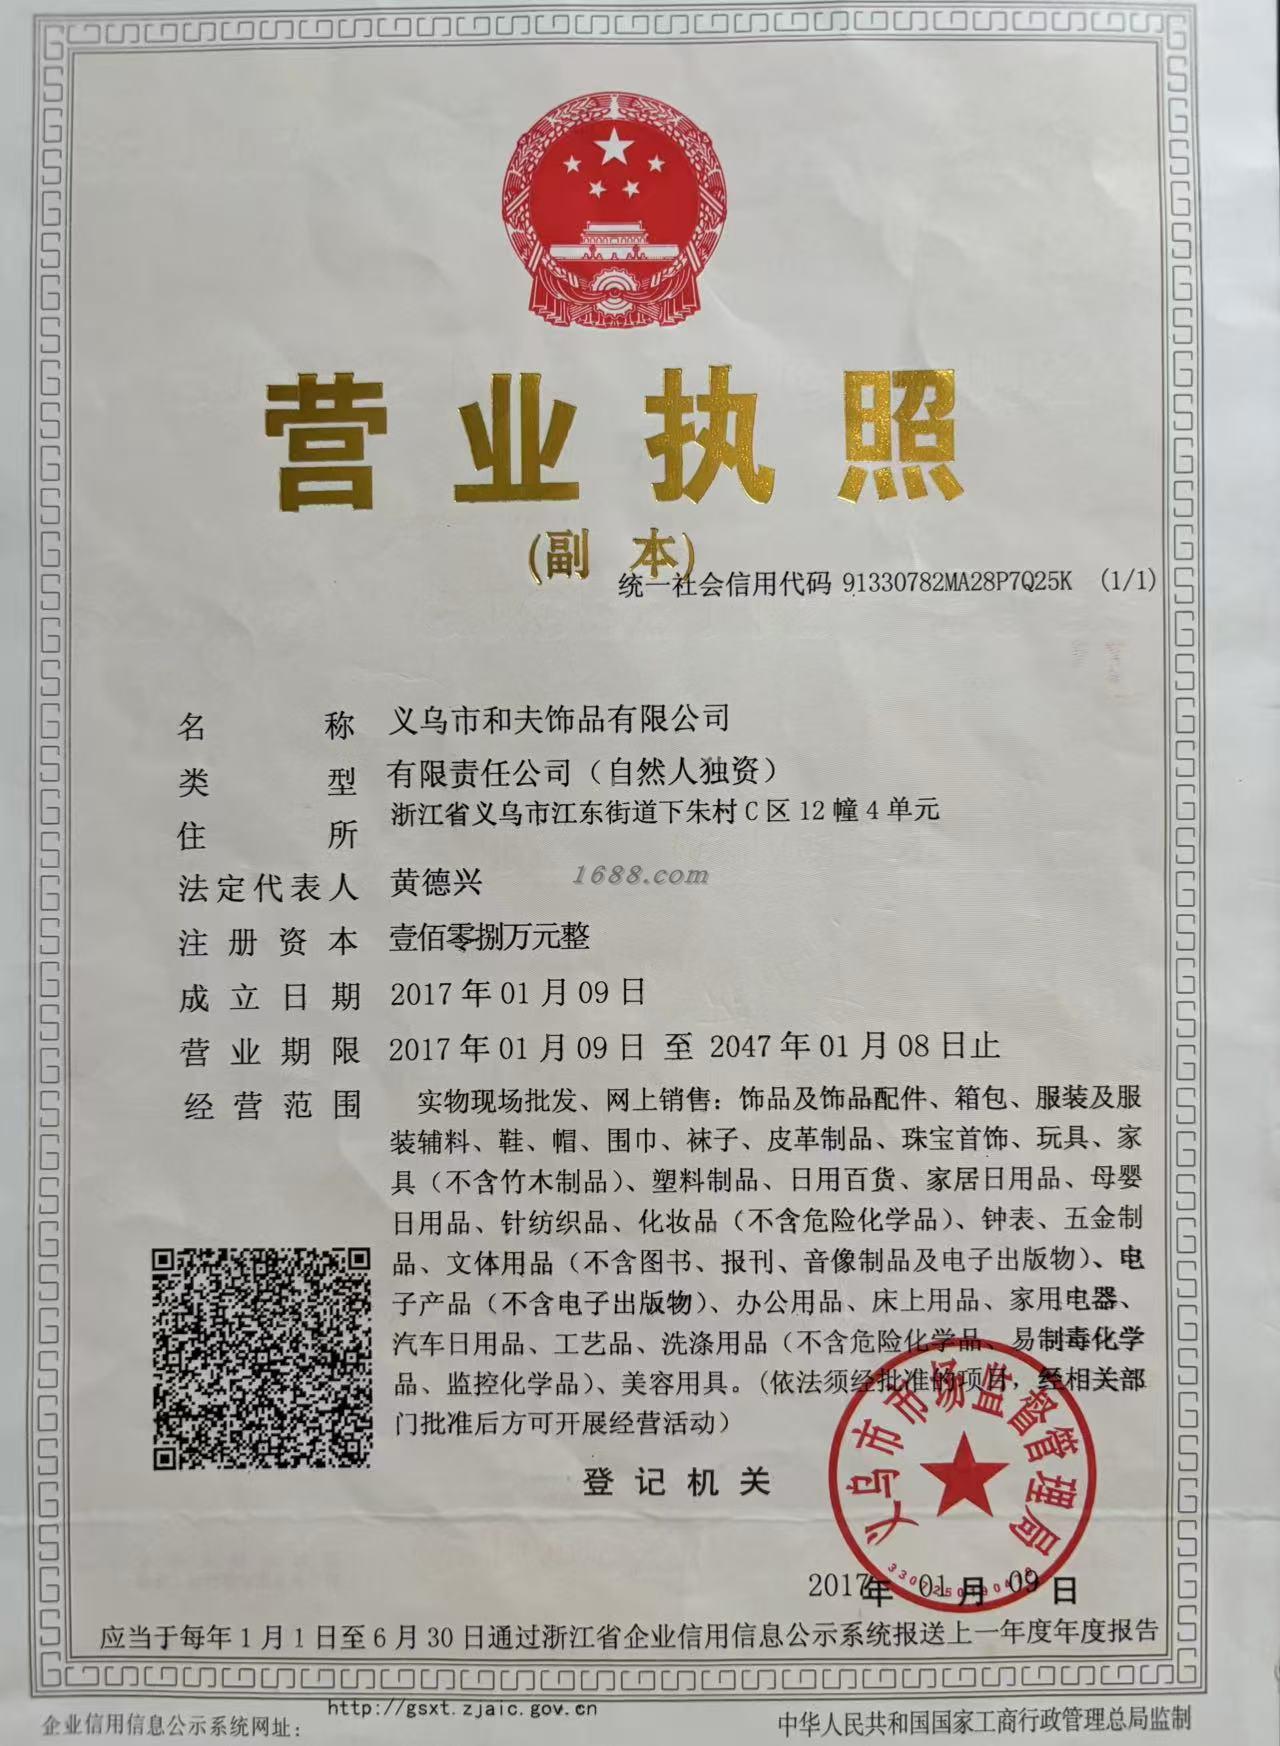 营业执照
(副 本)
统一社会信用代码 91330782MA28P7Q25K (1/1)
名 称 义乌市和夫饰品有限公司
类 型 有限责任公司（自然人独资）
住 所 浙江省义乌市江东街道下朱村C区12幢4单元
法定代表人 黄德兴
1688.com
注 册 资 本 壹佰零捌万元整
成 立 日 期 2017年01月09日
营 业 期 限 2017年01月09日 至 2047年01月08日止
经 营 范 围 实物现场批发、网上销售：饰品及饰品配件、箱包、服装及服
装辅料、鞋、帽、围巾、袜子、皮革制品、珠宝首饰、玩具、家
具（不含竹木制品）、塑料制品、日用百货、家居日用品、母婴
日用品、针纺织品、化妆品（不含危险化学品）、钟表、五金制
品、文体用品（不含图书、报刊、音像制品及电子出版物）、电
子产品（不含电子出版物）、办公用品、床上用品、家用电器、
汽车日用品、工艺品、洗涤用品（不含危险化学品、易制毒化学
品、监控化学品）、美容用具。(依法须经批准的项目，经相关部
门批准后方可开展经营活动）
登 记 机 关
义乌市市场监督管理局
2017年 01月 09日
应当于每年1月1日至6月30日通过浙江省企业信用信息公示系统报送上一年度年度报告
企业信用信息公示系统网址： http://gsxt.zjaic.gov.cn
中华人民共和国国家工商行政管理总局监制